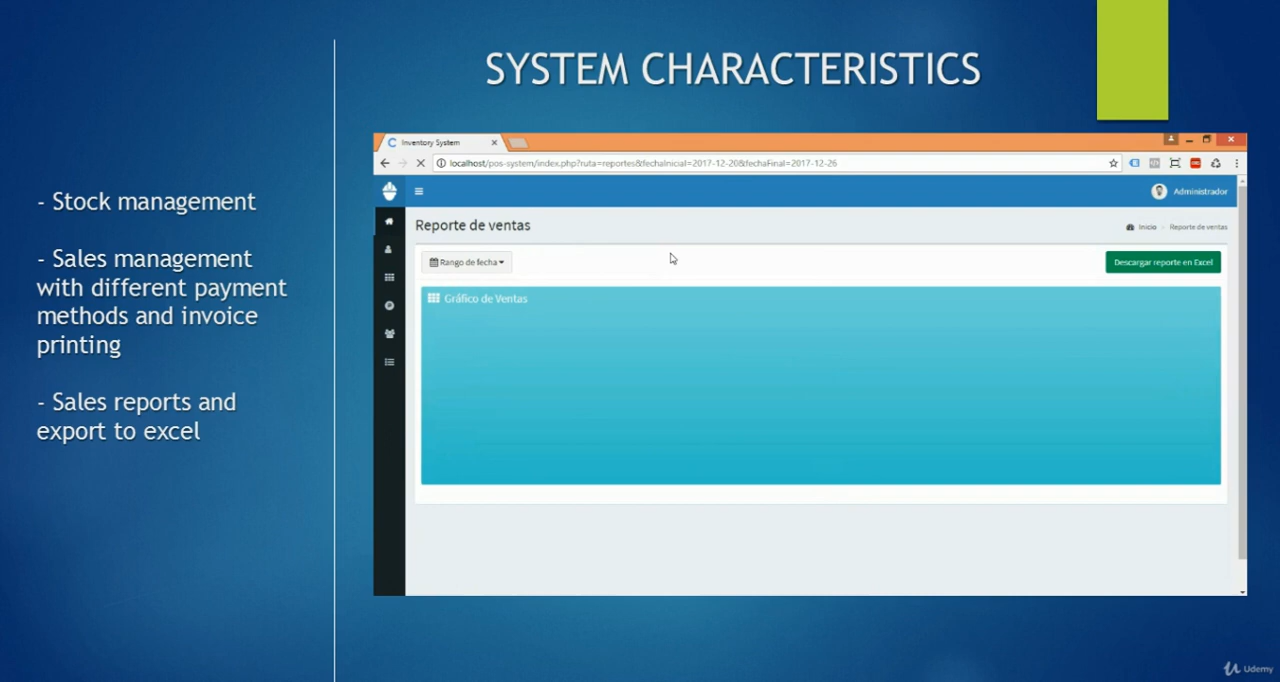 SYSTEM CHARACTERISTICS
- Stock management
- Sales management
with different payment
methods and invoice
printing
- Sales reports and
export to excel
Inventory System
localhost/pos-system/index.php?ruta=reportes&fechaInicial=2017-12-20&fechaFinal=2017-12-26
Administrador
Reporte de ventas
Inicio > Reporte de ventas
Rango de fecha
Descargar reporte en Excel
Gráfico de Ventas
Udemy